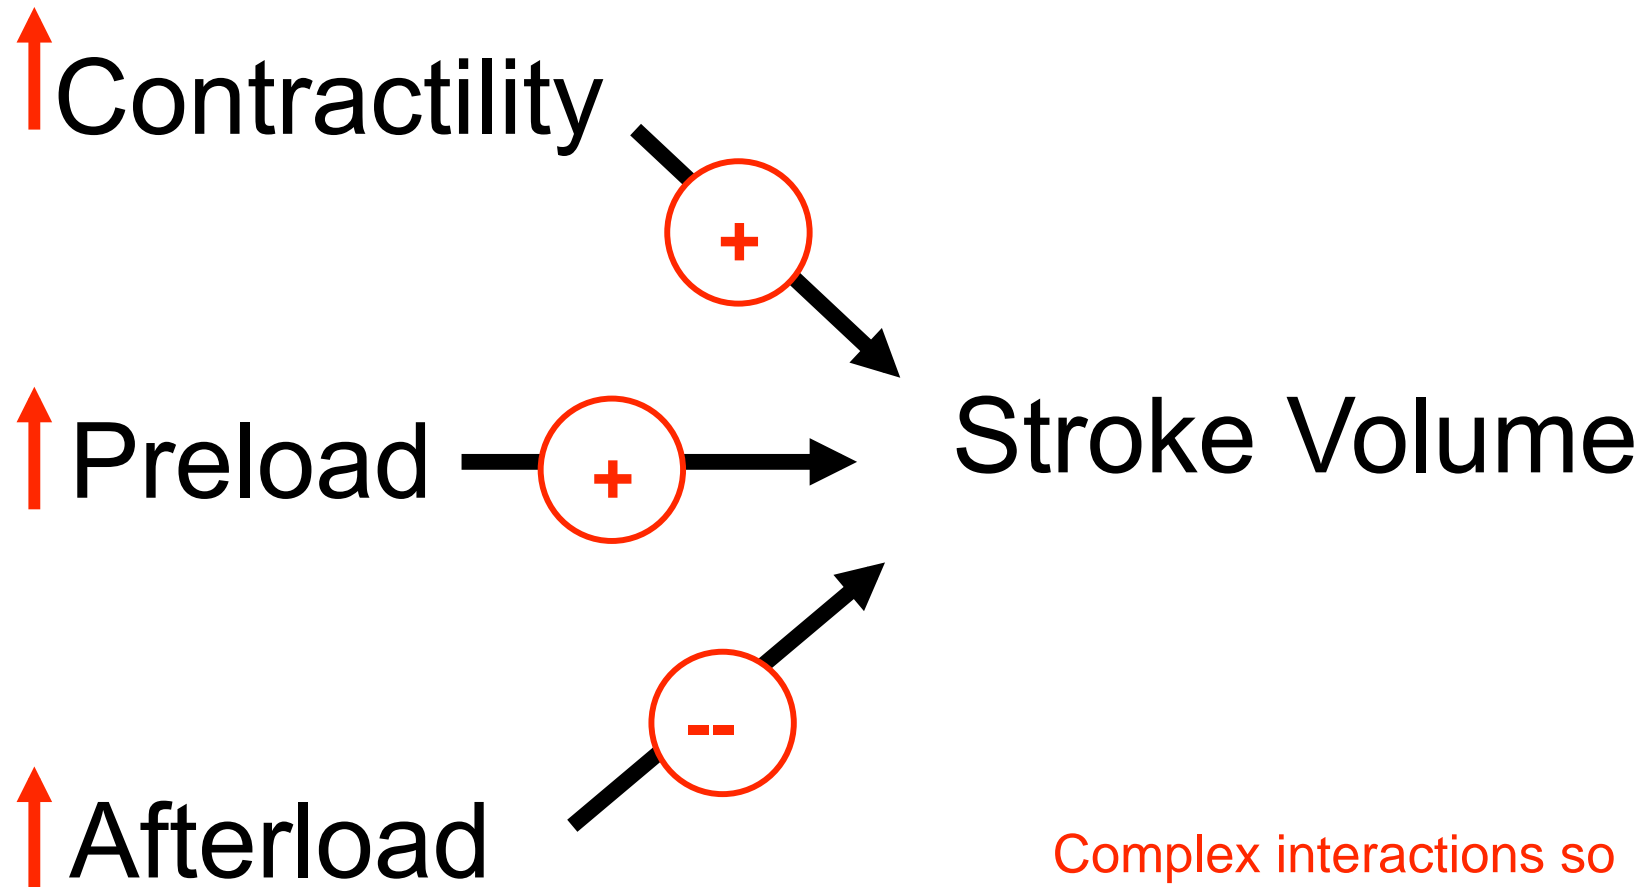 Contractility
+
Preload
+
Stroke Volume
--
Afterload
Complex interactions so